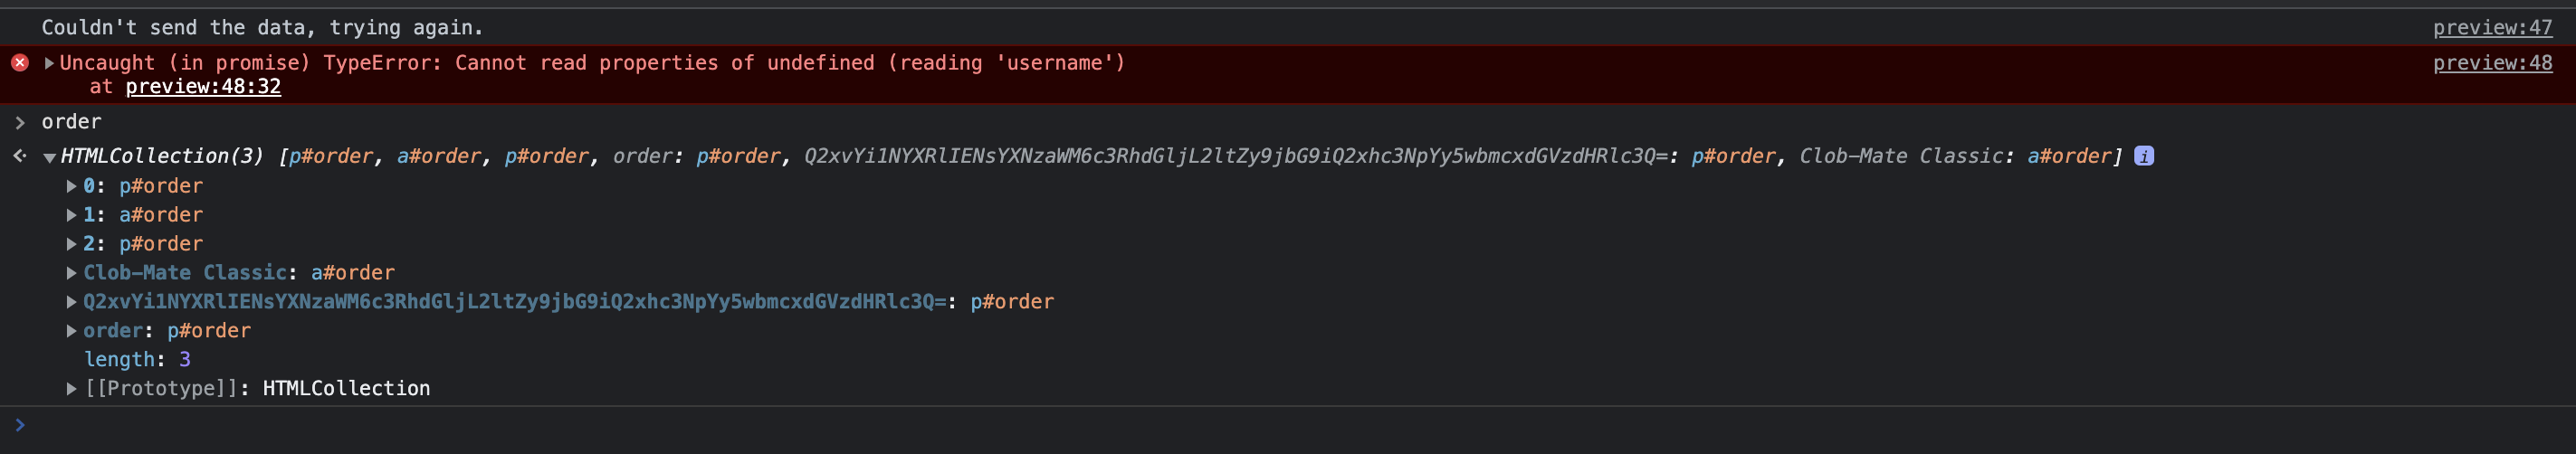 Couldn't send the data, trying again. preview:47
Uncaught (in promise) TypeError: Cannot read properties of undefined (reading 'username') preview:48
at preview:48:32
order
HTMLCollection(3) [p#order, a#order, p#order, order: p#order, Q2xvYi1NYXRlIENsYXNzaWM6c3RhdGljL2ltZy9jbG9iQ2xhc3NpYy5wbmcxdGVzdHRlc3Q=: p#order, Clob-Mate Classic: a#order] i
0: p#order
1: a#order
2: p#order
Clob-Mate Classic: a#order
Q2xvYi1NYXRlIENsYXNzaWM6c3RhdGljL2ltZy9jbG9iQ2xhc3NpYy5wbmcxdGVzdHRlc3Q=: p#order
order: p#order
length: 3
[[Prototype]]: HTMLCollection